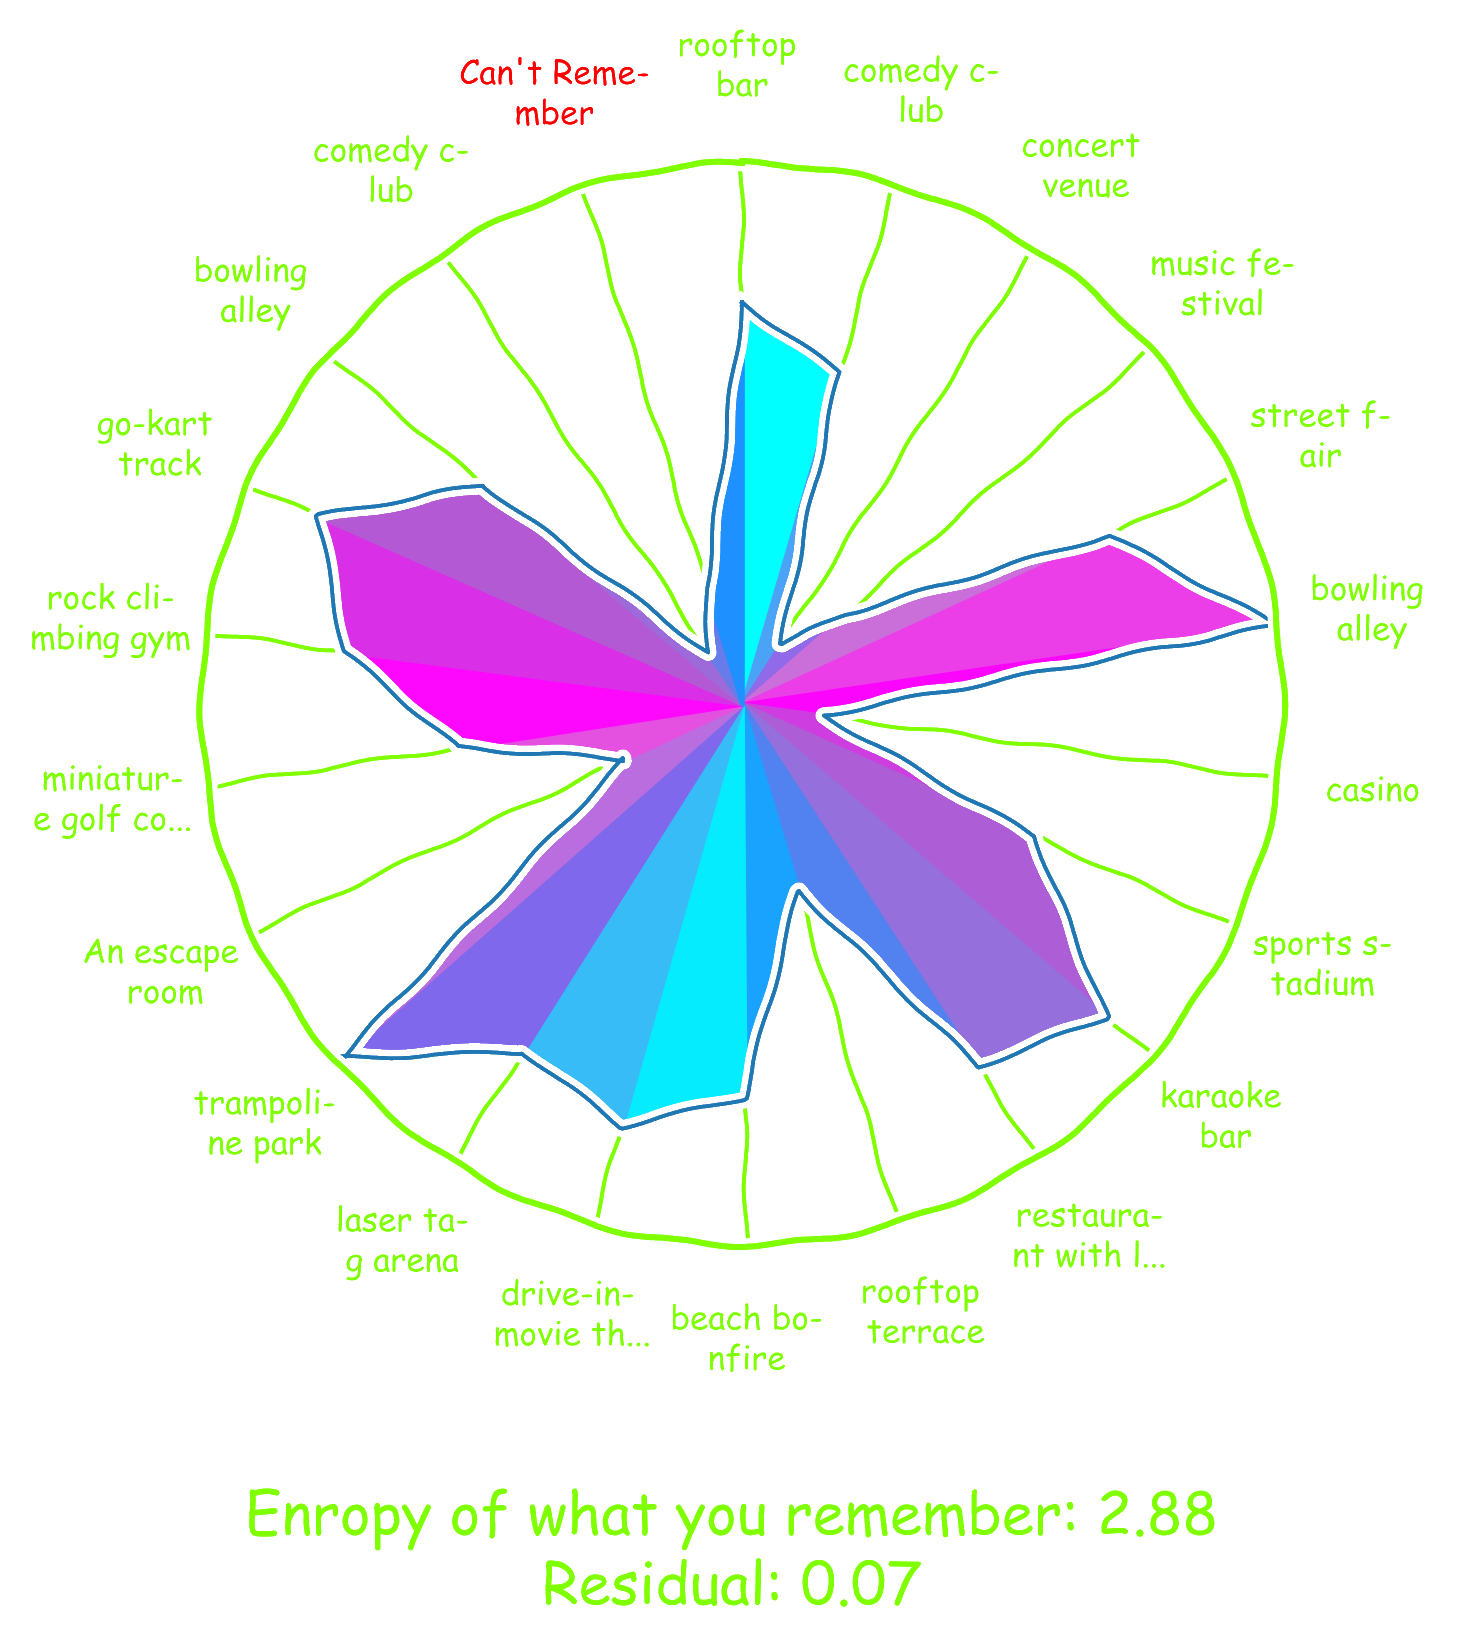 rooftop
bar
comedy c-
lub
concert
venue
music fe-
stival
street f-
air
bowling
alley
casino
sports s-
tadium
karaoke
bar
restaura-
nt with l...
rooftop
terrace
beach bo-
nfire
drive-in-
movie th...
laser ta-
g arena
trampoli-
ne park
An escape
room
miniatur-
e golf co...
rock cli-
mbing gym
go-kart
track
bowling
alley
comedy c-
lub
Can't Reme-
mber
Enropy of what you remember: 2.88
Residual: 0.07